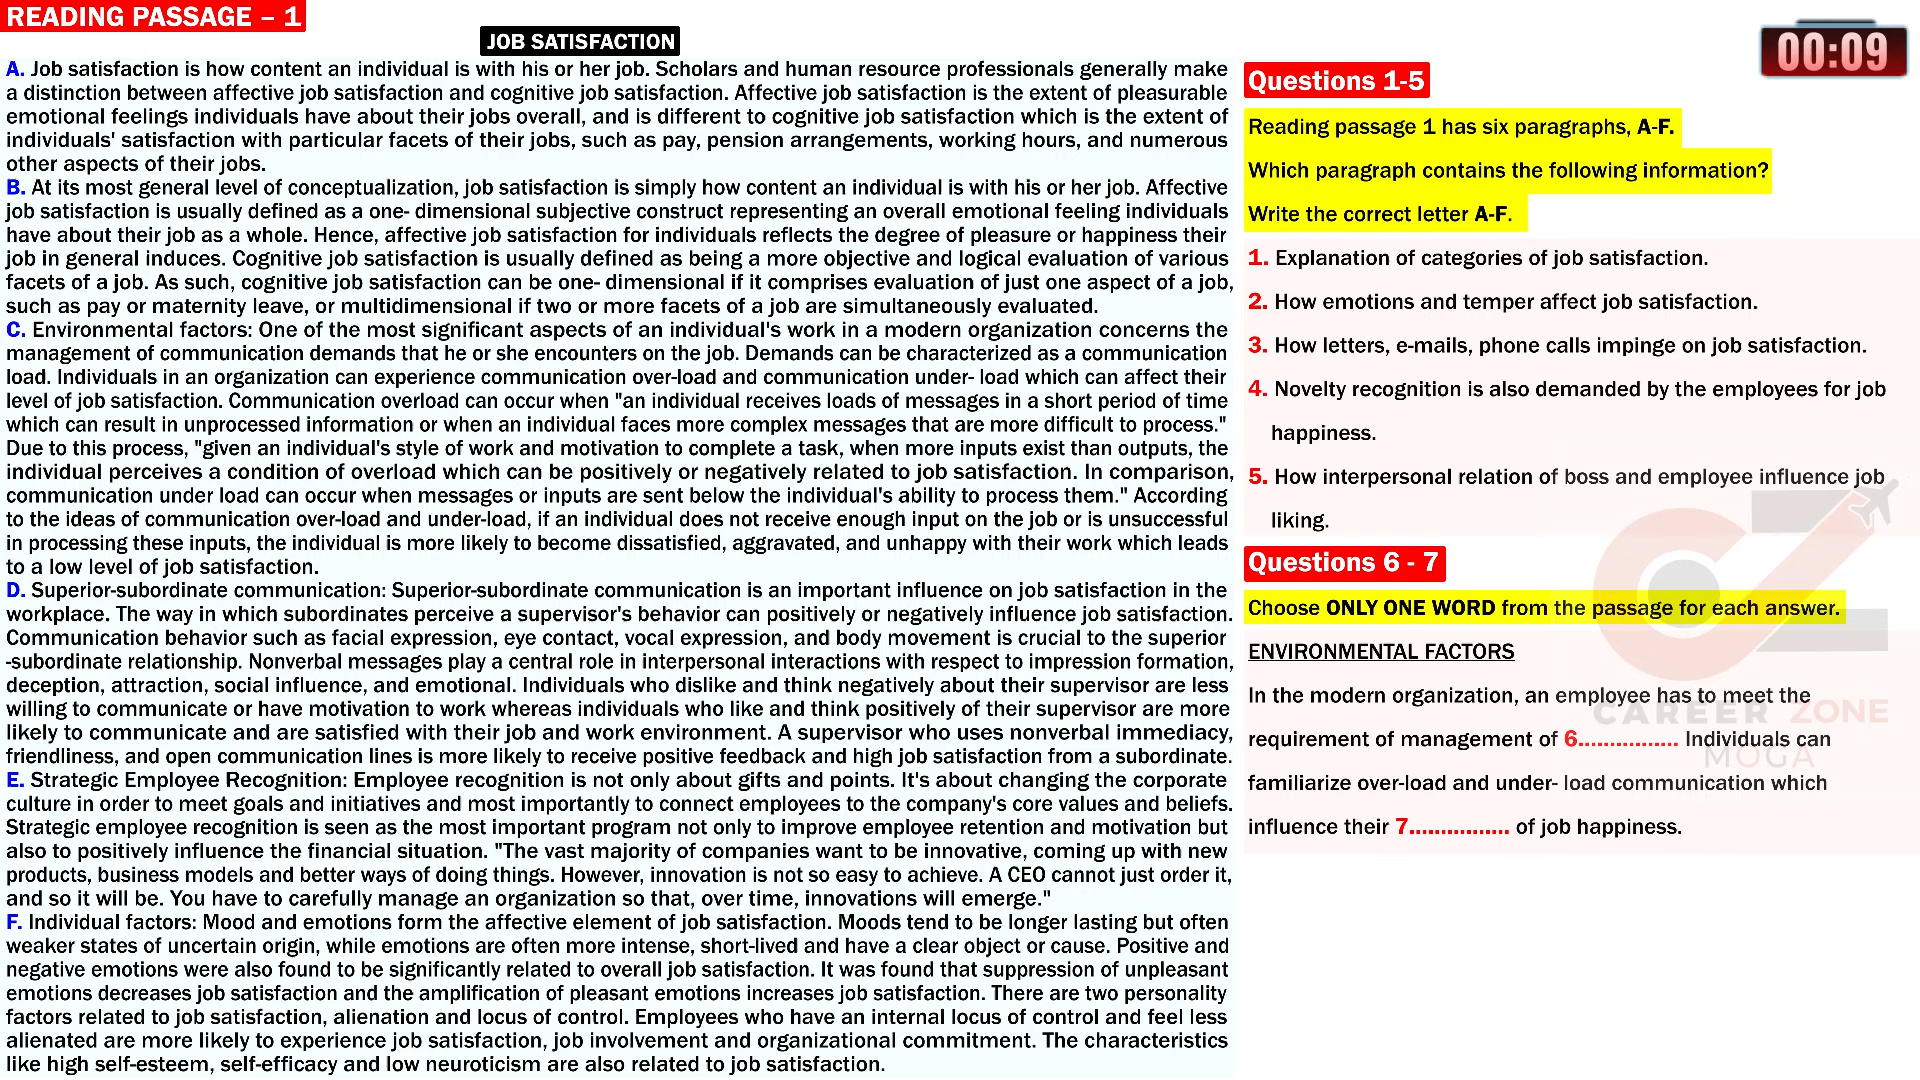 READING PASSAGE – 1
JOB SATISFACTION
A. Job satisfaction is how content an individual is with his or her job. Scholars and human resource professionals generally make
a distinction between affective job satisfaction and cognitive job satisfaction. Affective job satisfaction is the extent of pleasurable
emotional feelings individuals have about their jobs overall, and is different to cognitive job satisfaction which is the extent of
individuals' satisfaction with particular facets of their jobs, such as pay, pension arrangements, working hours, and numerous
other aspects of their jobs.
B. At its most general level of conceptualization, job satisfaction is simply how content an individual is with his or her job. Affective
job satisfaction is usually defined as a one- dimensional subjective construct representing an overall emotional feeling individuals
have about their job as a whole. Hence, affective job satisfaction for individuals reflects the degree of pleasure or happiness their
job in general induces. Cognitive job satisfaction is usually defined as being a more objective and logical evaluation of various
facets of a job. As such, cognitive job satisfaction can be one- dimensional if it comprises evaluation of just one aspect of a job,
such as pay or maternity leave, or multidimensional if two or more facets of a job are simultaneously evaluated.
C. Environmental factors: One of the most significant aspects of an individual's work in a modern organization concerns the
management of communication demands that he or she encounters on the job. Demands can be characterized as a communication
load. Individuals in an organization can experience communication over-load and communication under- load which can affect their
level of job satisfaction. Communication overload can occur when "an individual receives loads of messages in a short period of time
which can result in unprocessed information or when an individual faces more complex messages that are more difficult to process."
Due to this process, "given an individual's style of work and motivation to complete a task, when more inputs exist than outputs, the
individual perceives a condition of overload which can be positively or negatively related to job satisfaction. In comparison,
communication under load can occur when messages or inputs are sent below the individual's ability to process them." According
to the ideas of communication over-load and under-load, if an individual does not receive enough input on the job or is unsuccessful
in processing these inputs, the individual is more likely to become dissatisfied, aggravated, and unhappy with their work which leads
to a low level of job satisfaction.
D. Superior-subordinate communication: Superior-subordinate communication is an important influence on job satisfaction in the
workplace. The way in which subordinates perceive a supervisor's behavior can positively or negatively influence job satisfaction.
Communication behavior such as facial expression, eye contact, vocal expression, and body movement is crucial to the superior
-subordinate relationship. Nonverbal messages play a central role in interpersonal interactions with respect to impression formation,
deception, attraction, social influence, and emotional. Individuals who dislike and think negatively about their supervisor are less
willing to communicate or have motivation to work whereas individuals who like and think positively of their supervisor are more
likely to communicate and are satisfied with their job and work environment. A supervisor who uses nonverbal immediacy,
friendliness, and open communication lines is more likely to receive positive feedback and high job satisfaction from a subordinate.
E. Strategic Employee Recognition: Employee recognition is not only about gifts and points. It's about changing the corporate
culture in order to meet goals and initiatives and most importantly to connect employees to the company's core values and beliefs.
Strategic employee recognition is seen as the most important program not only to improve employee retention and motivation but
also to positively influence the financial situation. "The vast majority of companies want to be innovative, coming up with new
products, business models and better ways of doing things. However, innovation is not so easy to achieve. A CEO cannot just order it,
and so it will be. You have to carefully manage an organization so that, over time, innovations will emerge."
F. Individual factors: Mood and emotions form the affective element of job satisfaction. Moods tend to be longer lasting but often
weaker states of uncertain origin, while emotions are often more intense, short-lived and have a clear object or cause. Positive and
negative emotions were also found to be significantly related to overall job satisfaction. It was found that suppression of unpleasant
emotions decreases job satisfaction and the amplification of pleasant emotions increases job satisfaction. There are two personality
factors related to job satisfaction, alienation and locus of control. Employees who have an internal locus of control and feel less
alienated are more likely to experience job satisfaction, job involvement and organizational commitment. The characteristics
like high self-esteem, self-efficacy and low neuroticism are also related to job satisfaction.
00:09
Questions 1-5
Reading passage 1 has six paragraphs, A-F.
Which paragraph contains the following information?
Write the correct letter A-F.
1. Explanation of categories of job satisfaction.
2. How emotions and temper affect job satisfaction.
3. How letters, e-mails, phone calls impinge on job satisfaction.
4. Novelty recognition is also demanded by the employees for job
happiness.
5. How interpersonal relation of boss and employee influence job
liking.
Questions 6 - 7
Choose ONLY ONE WORD from the passage for each answer.
ENVIRONMENTAL FACTORS
In the modern organization, an employee has to meet the
requirement of management of 6................ Individuals can
familiarize over-load and under- load communication which
influence their 7................ of job happiness.
CAREER ZONE
MOGA